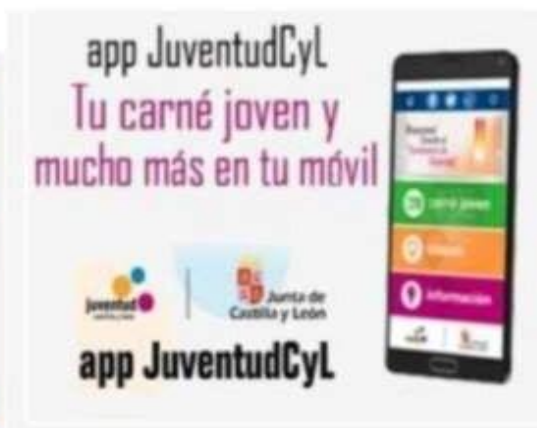 app JuventudCyL
Tu carné joven y
mucho más en tu móvil
carné joven
información
juventud
Junta de
Castilla y León
app JuventudCyL